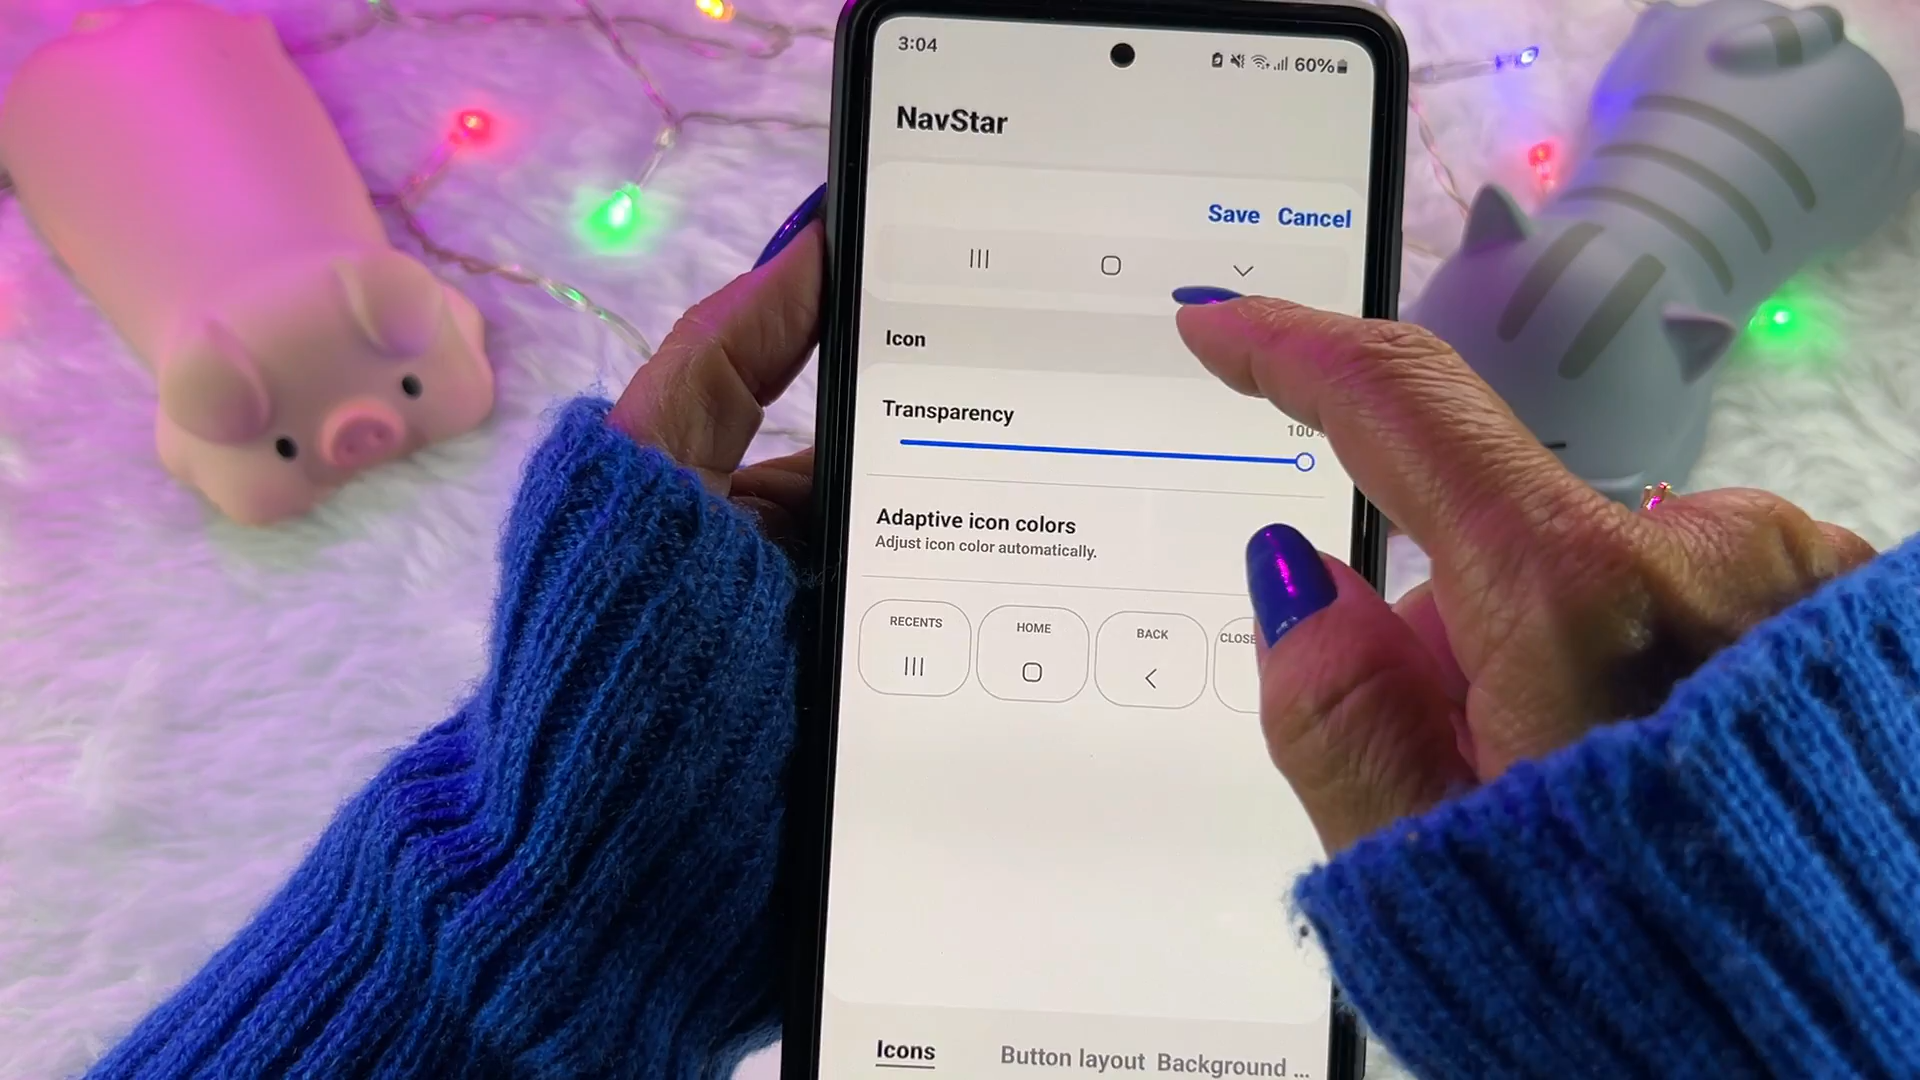 3:04
60%
NavStar
Save Cancel
Icon
Transparency
100%
Adaptive icon colors
Adjust icon color automatically.
RECENTS HOME BACK CLOSE
Icons Button layout Background ...